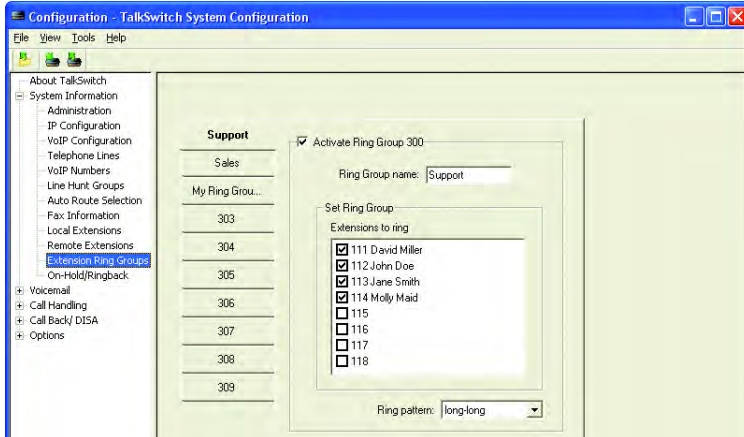 Configuration - TalkSwitch System Configuration
File View Tools Help
About TalkSwitch
System Information
Administration
IP Configuration
VoIP Configuration
Telephone Lines
VoIP Numbers
Line Hunt Groups
Auto Route Selection
Fax Information
Local Extensions
Remote Extensions
Extension Ring Groups
On-Hold/Ringback
Voicemail
Call Handling
Call Back/ DISA
Options
Support
Sales
My Ring Grou...
303
304
305
306
307
308
309
Activate Ring Group 300
Ring Group name: Support
Set Ring Group
Extensions to ring
111 David Miller
112 John Doe
113 Jane Smith
114 Molly Maid
115
116
117
118
Ring pattern: long-long